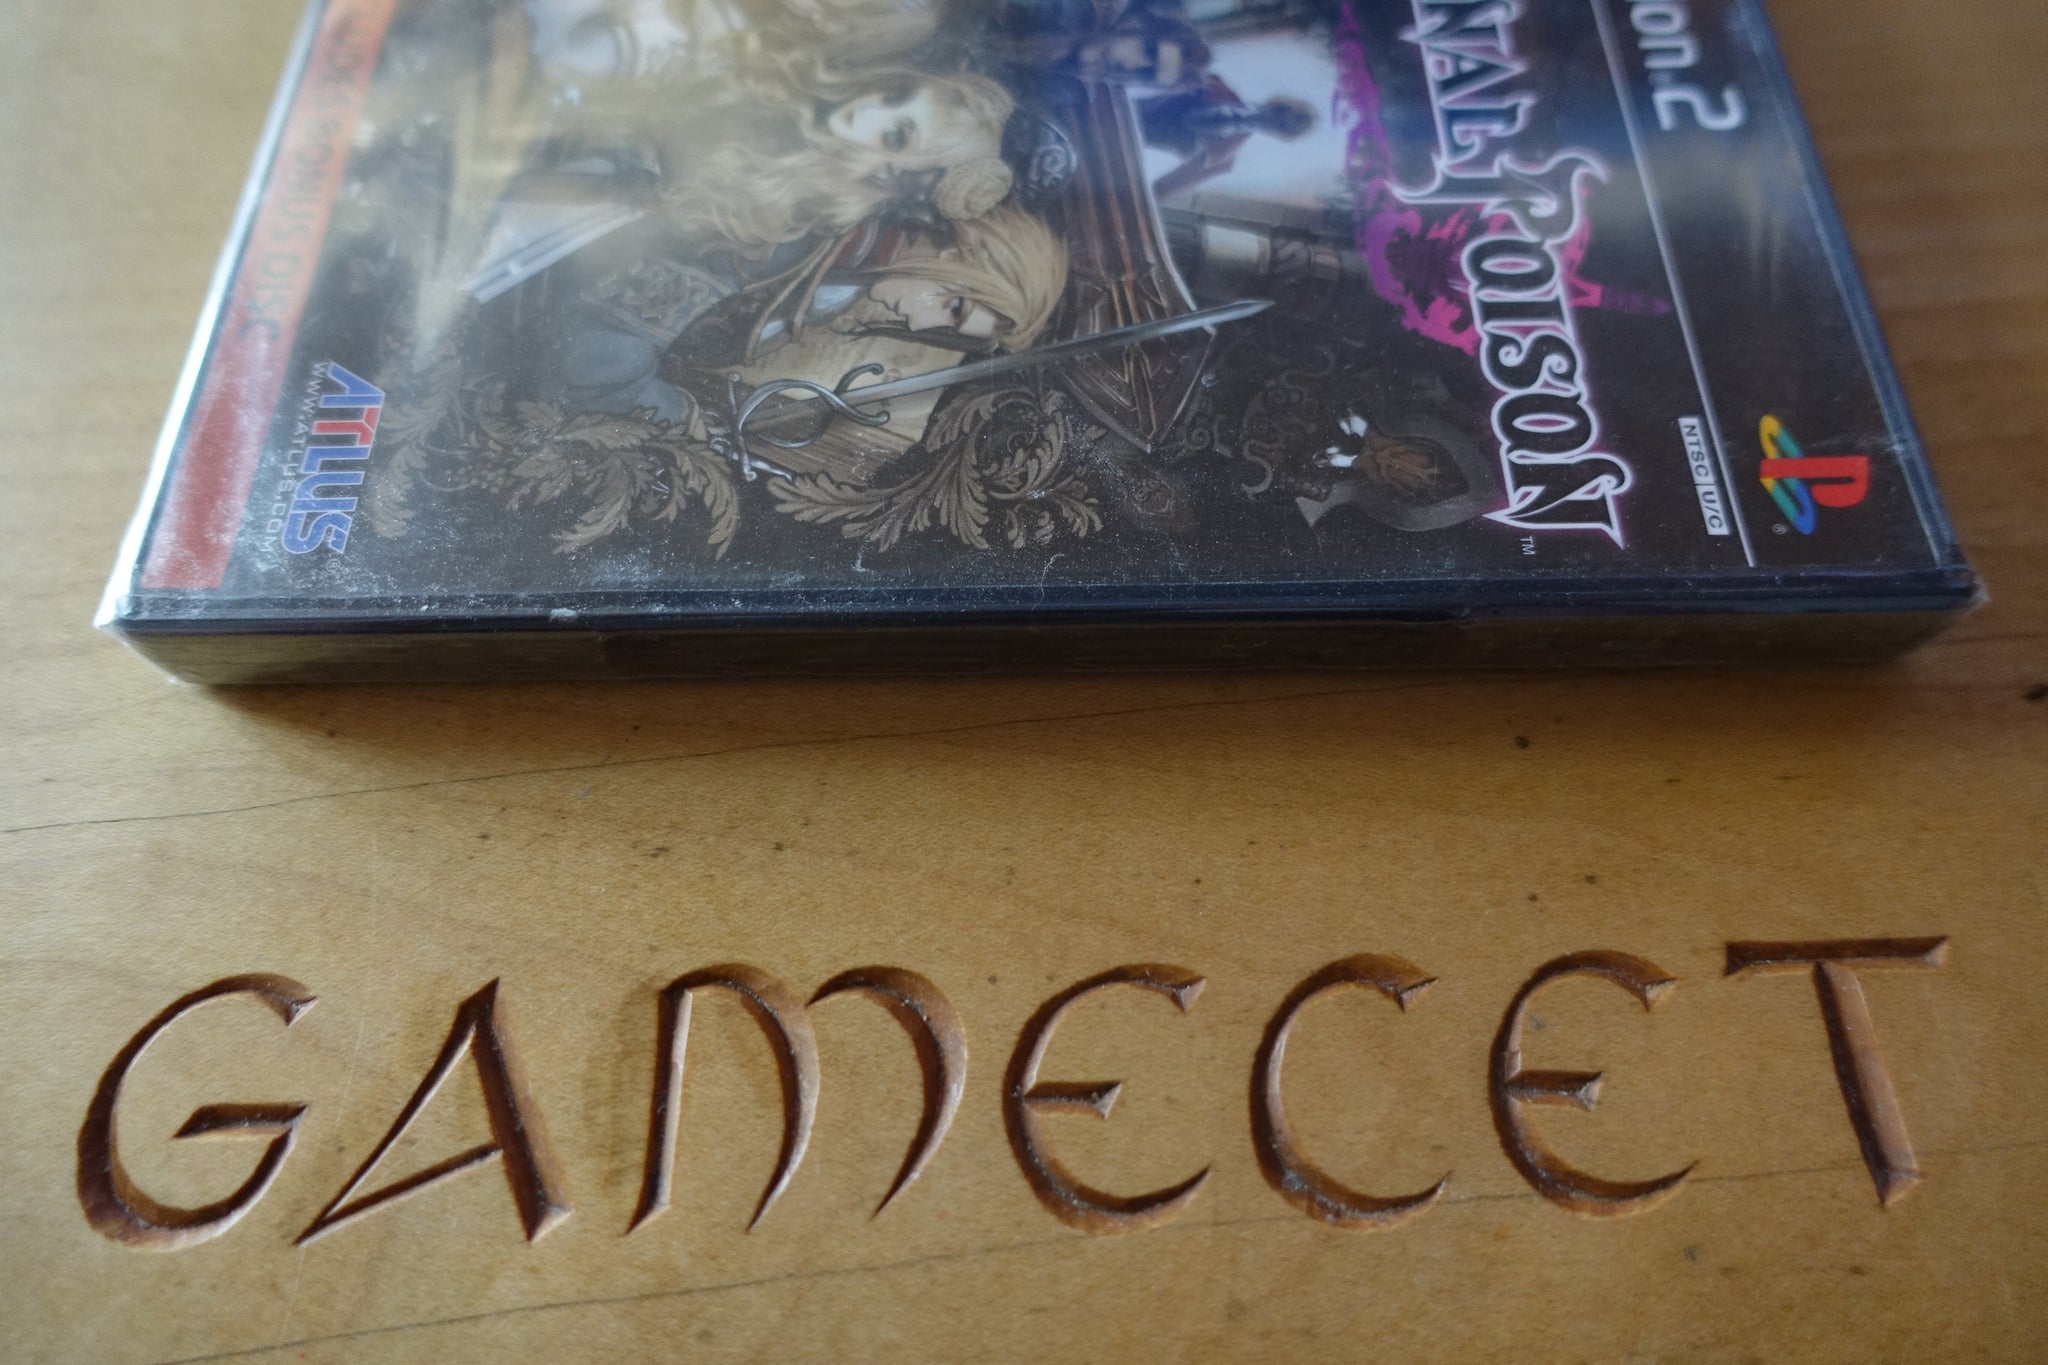 ion.2
NTSC U/C
NAL POISON
TM
ATLUS®
WWW.ATLUS.COM
BONUS DISC
GAMECET